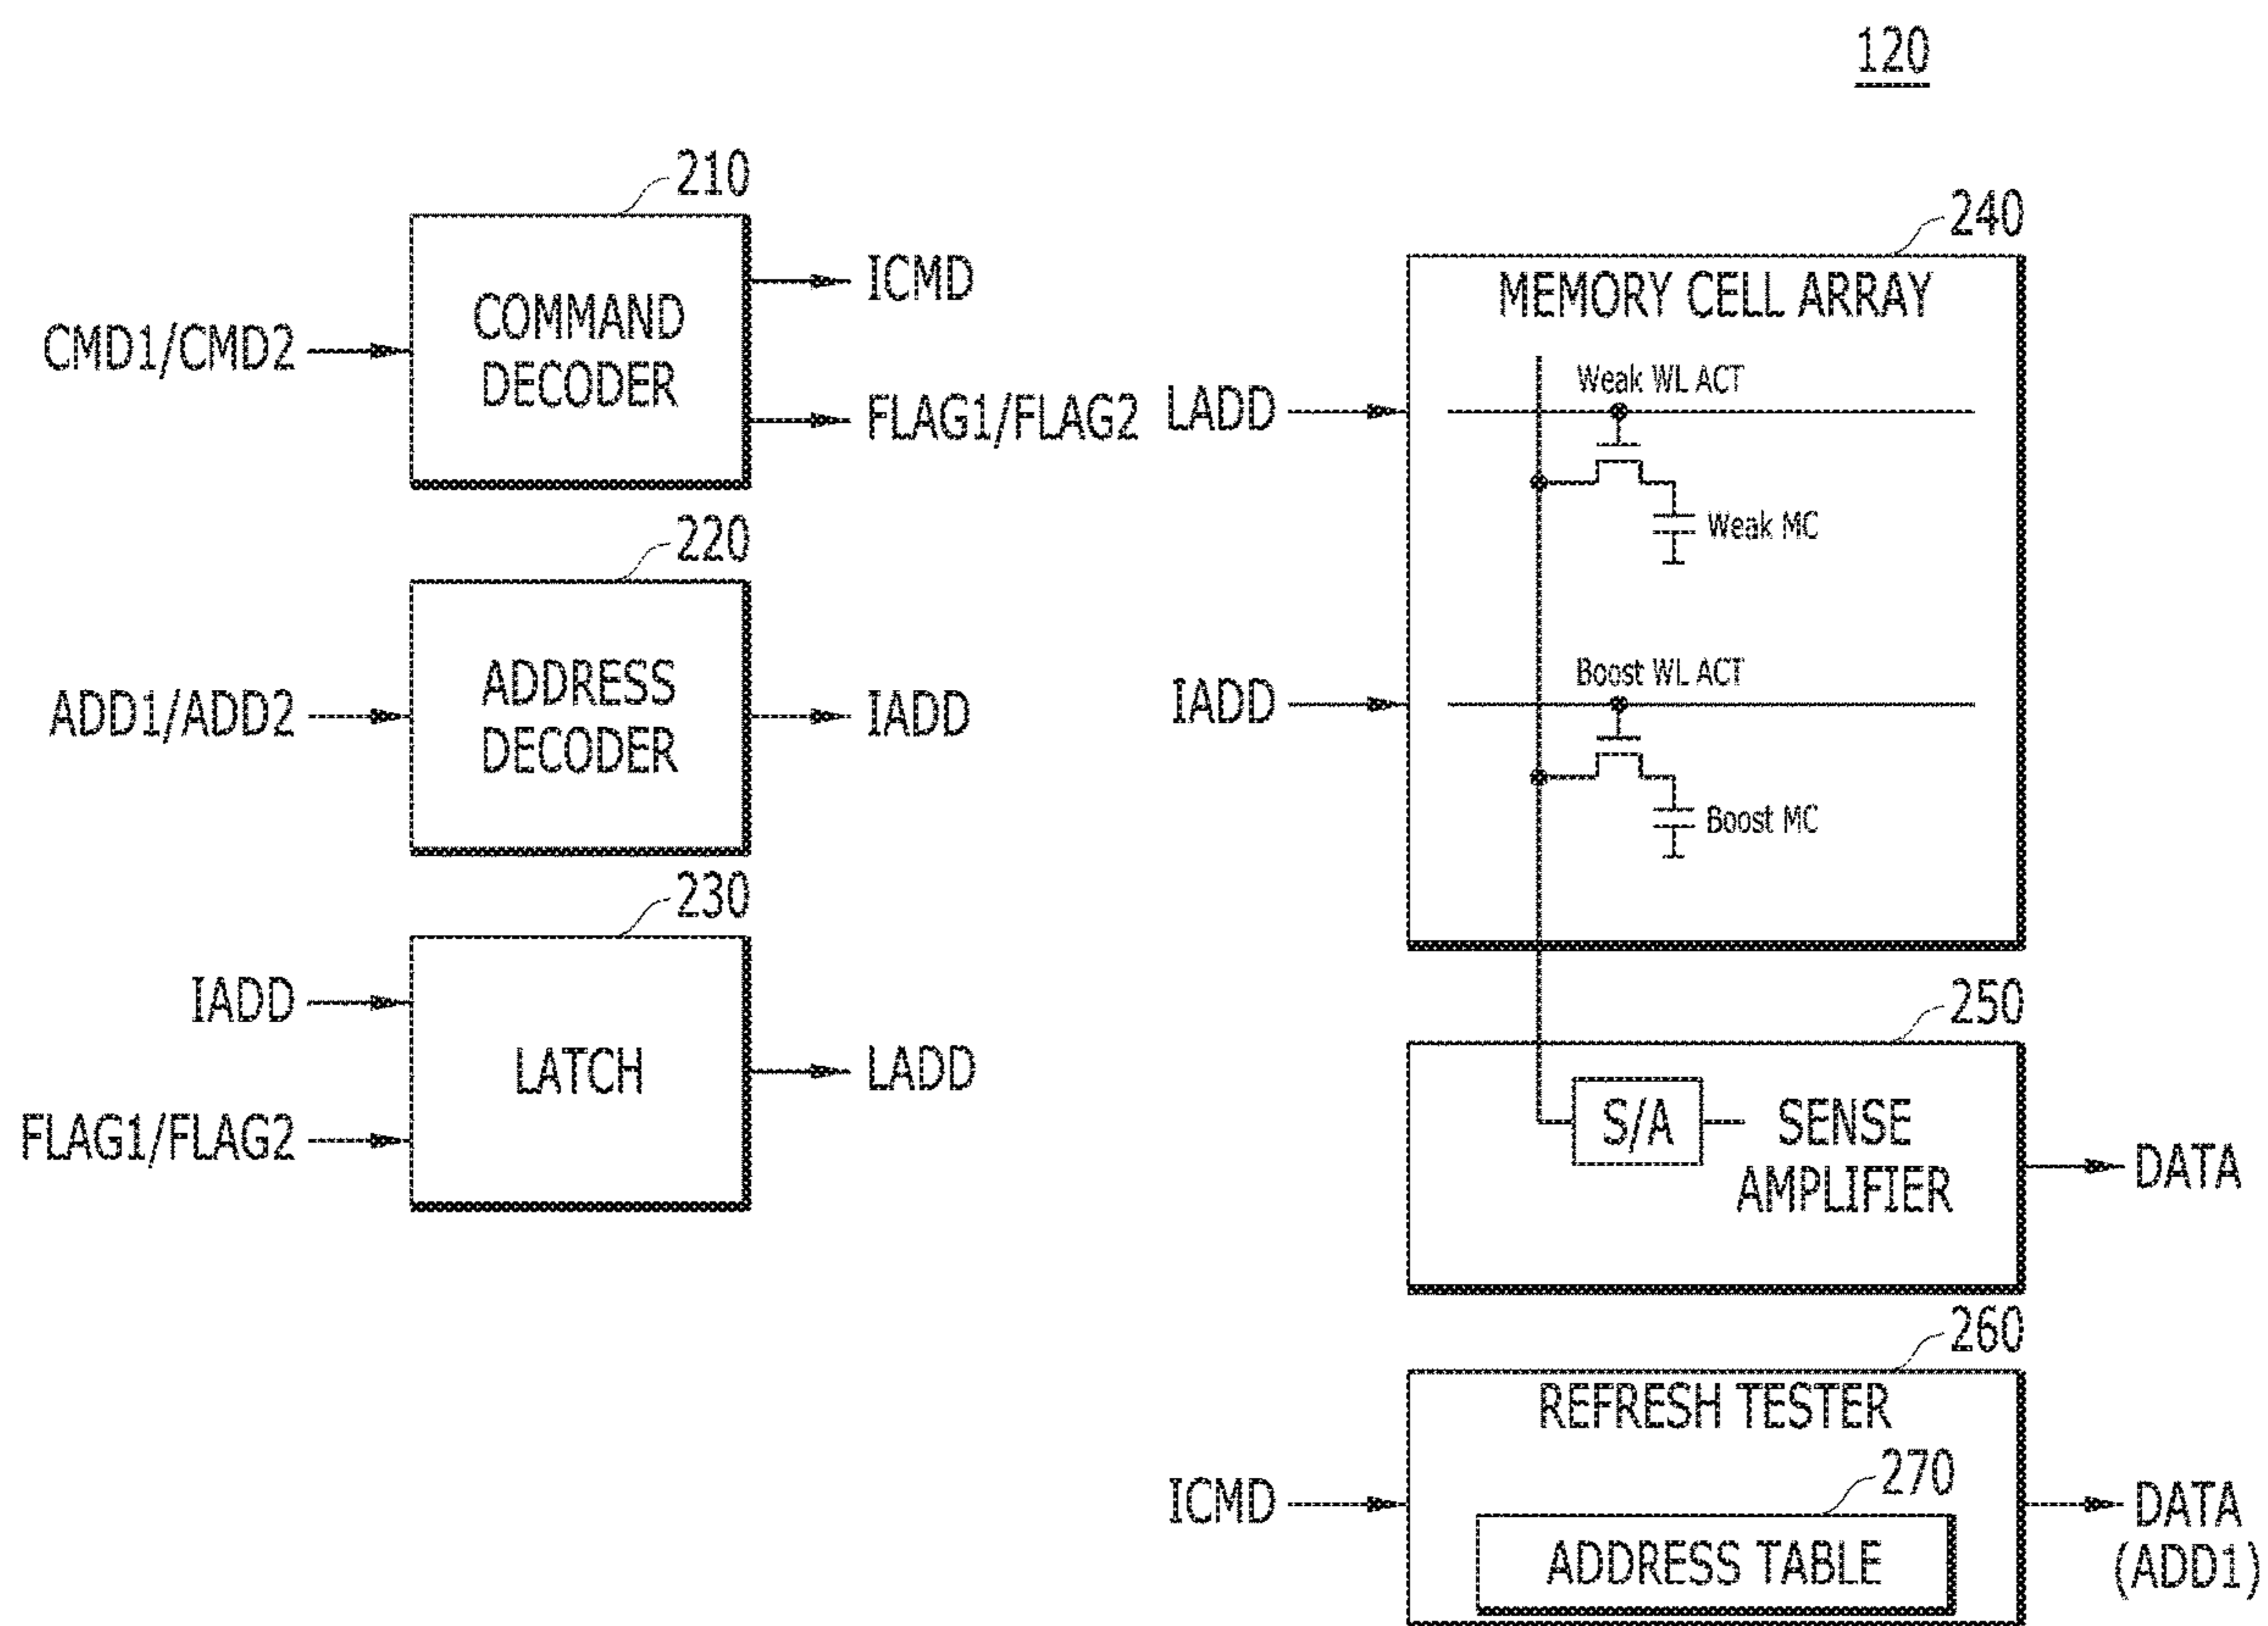 120
210
COMMAND
DECODER
CMD1/CMD2
ICMD
FLAG1/FLAG2
220
ADDRESS
DECODER
ADD1/ADD2
IADD
230
IADD
LATCH
FLAG1/FLAG2
LADD
240
MEMORY CELL ARRAY
LADD
Weak WL ACT
Weak MC
IADD
Boost WL ACT
Boost MC
250
S/A
SENSE
AMPLIFIER
DATA
260
REFRESH TESTER
ICMD
270
ADDRESS TABLE
DATA
(ADD1)